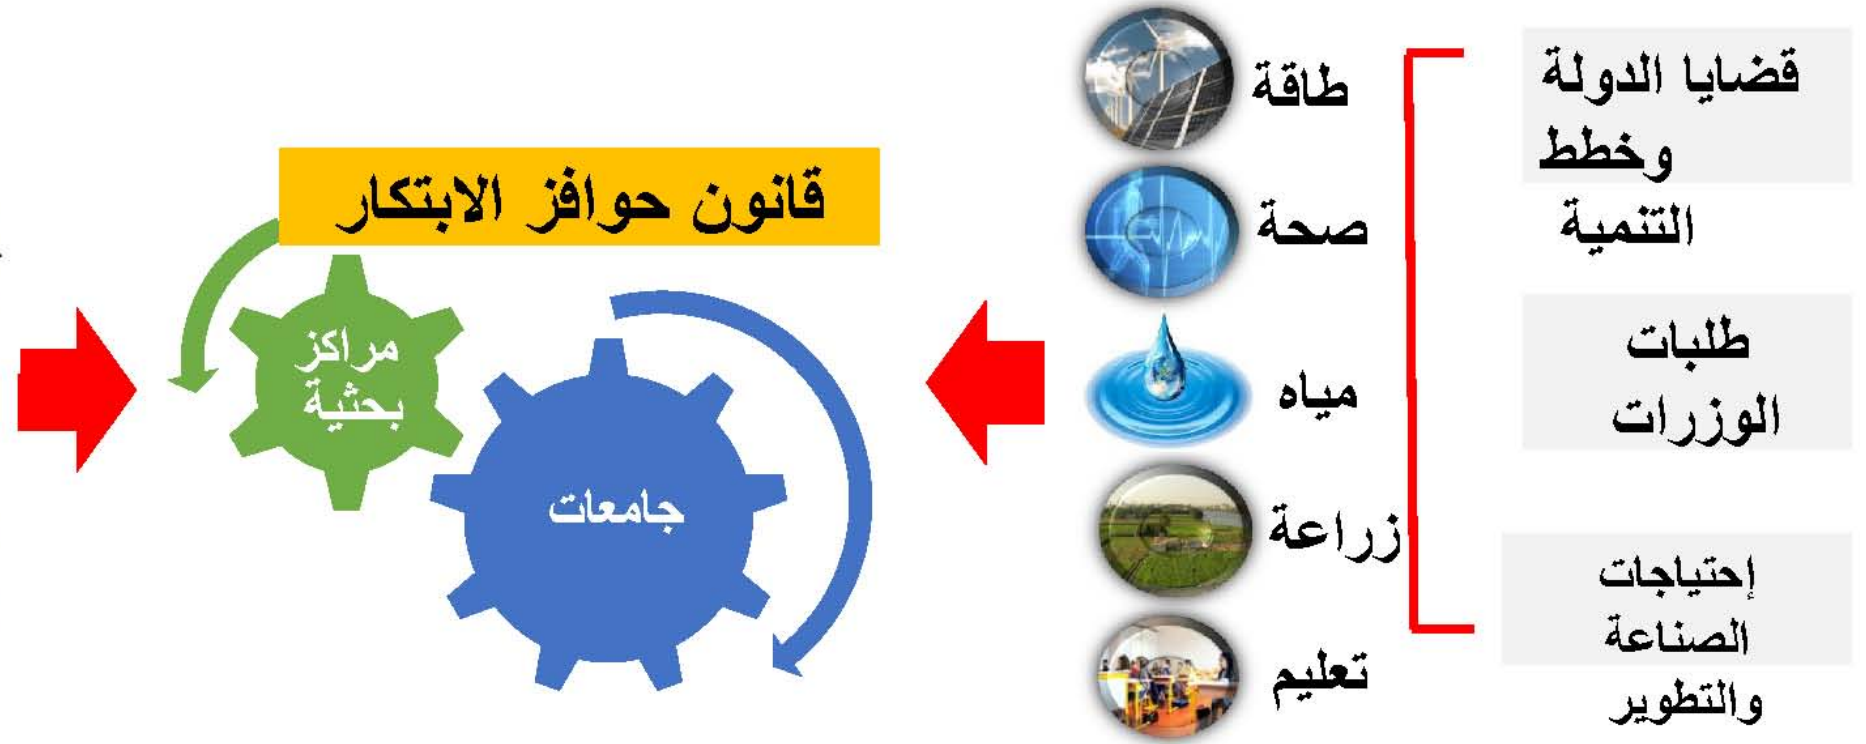 قضايا الدولة
وخطط
التنمية
طلبات
الوزرات
إحتياجات
الصناعة
والتطوير
طاقة
صحة
مياه
زراعة
تعليم
قانون حوافز الابتكار
جامعات
مراكز
بحثية